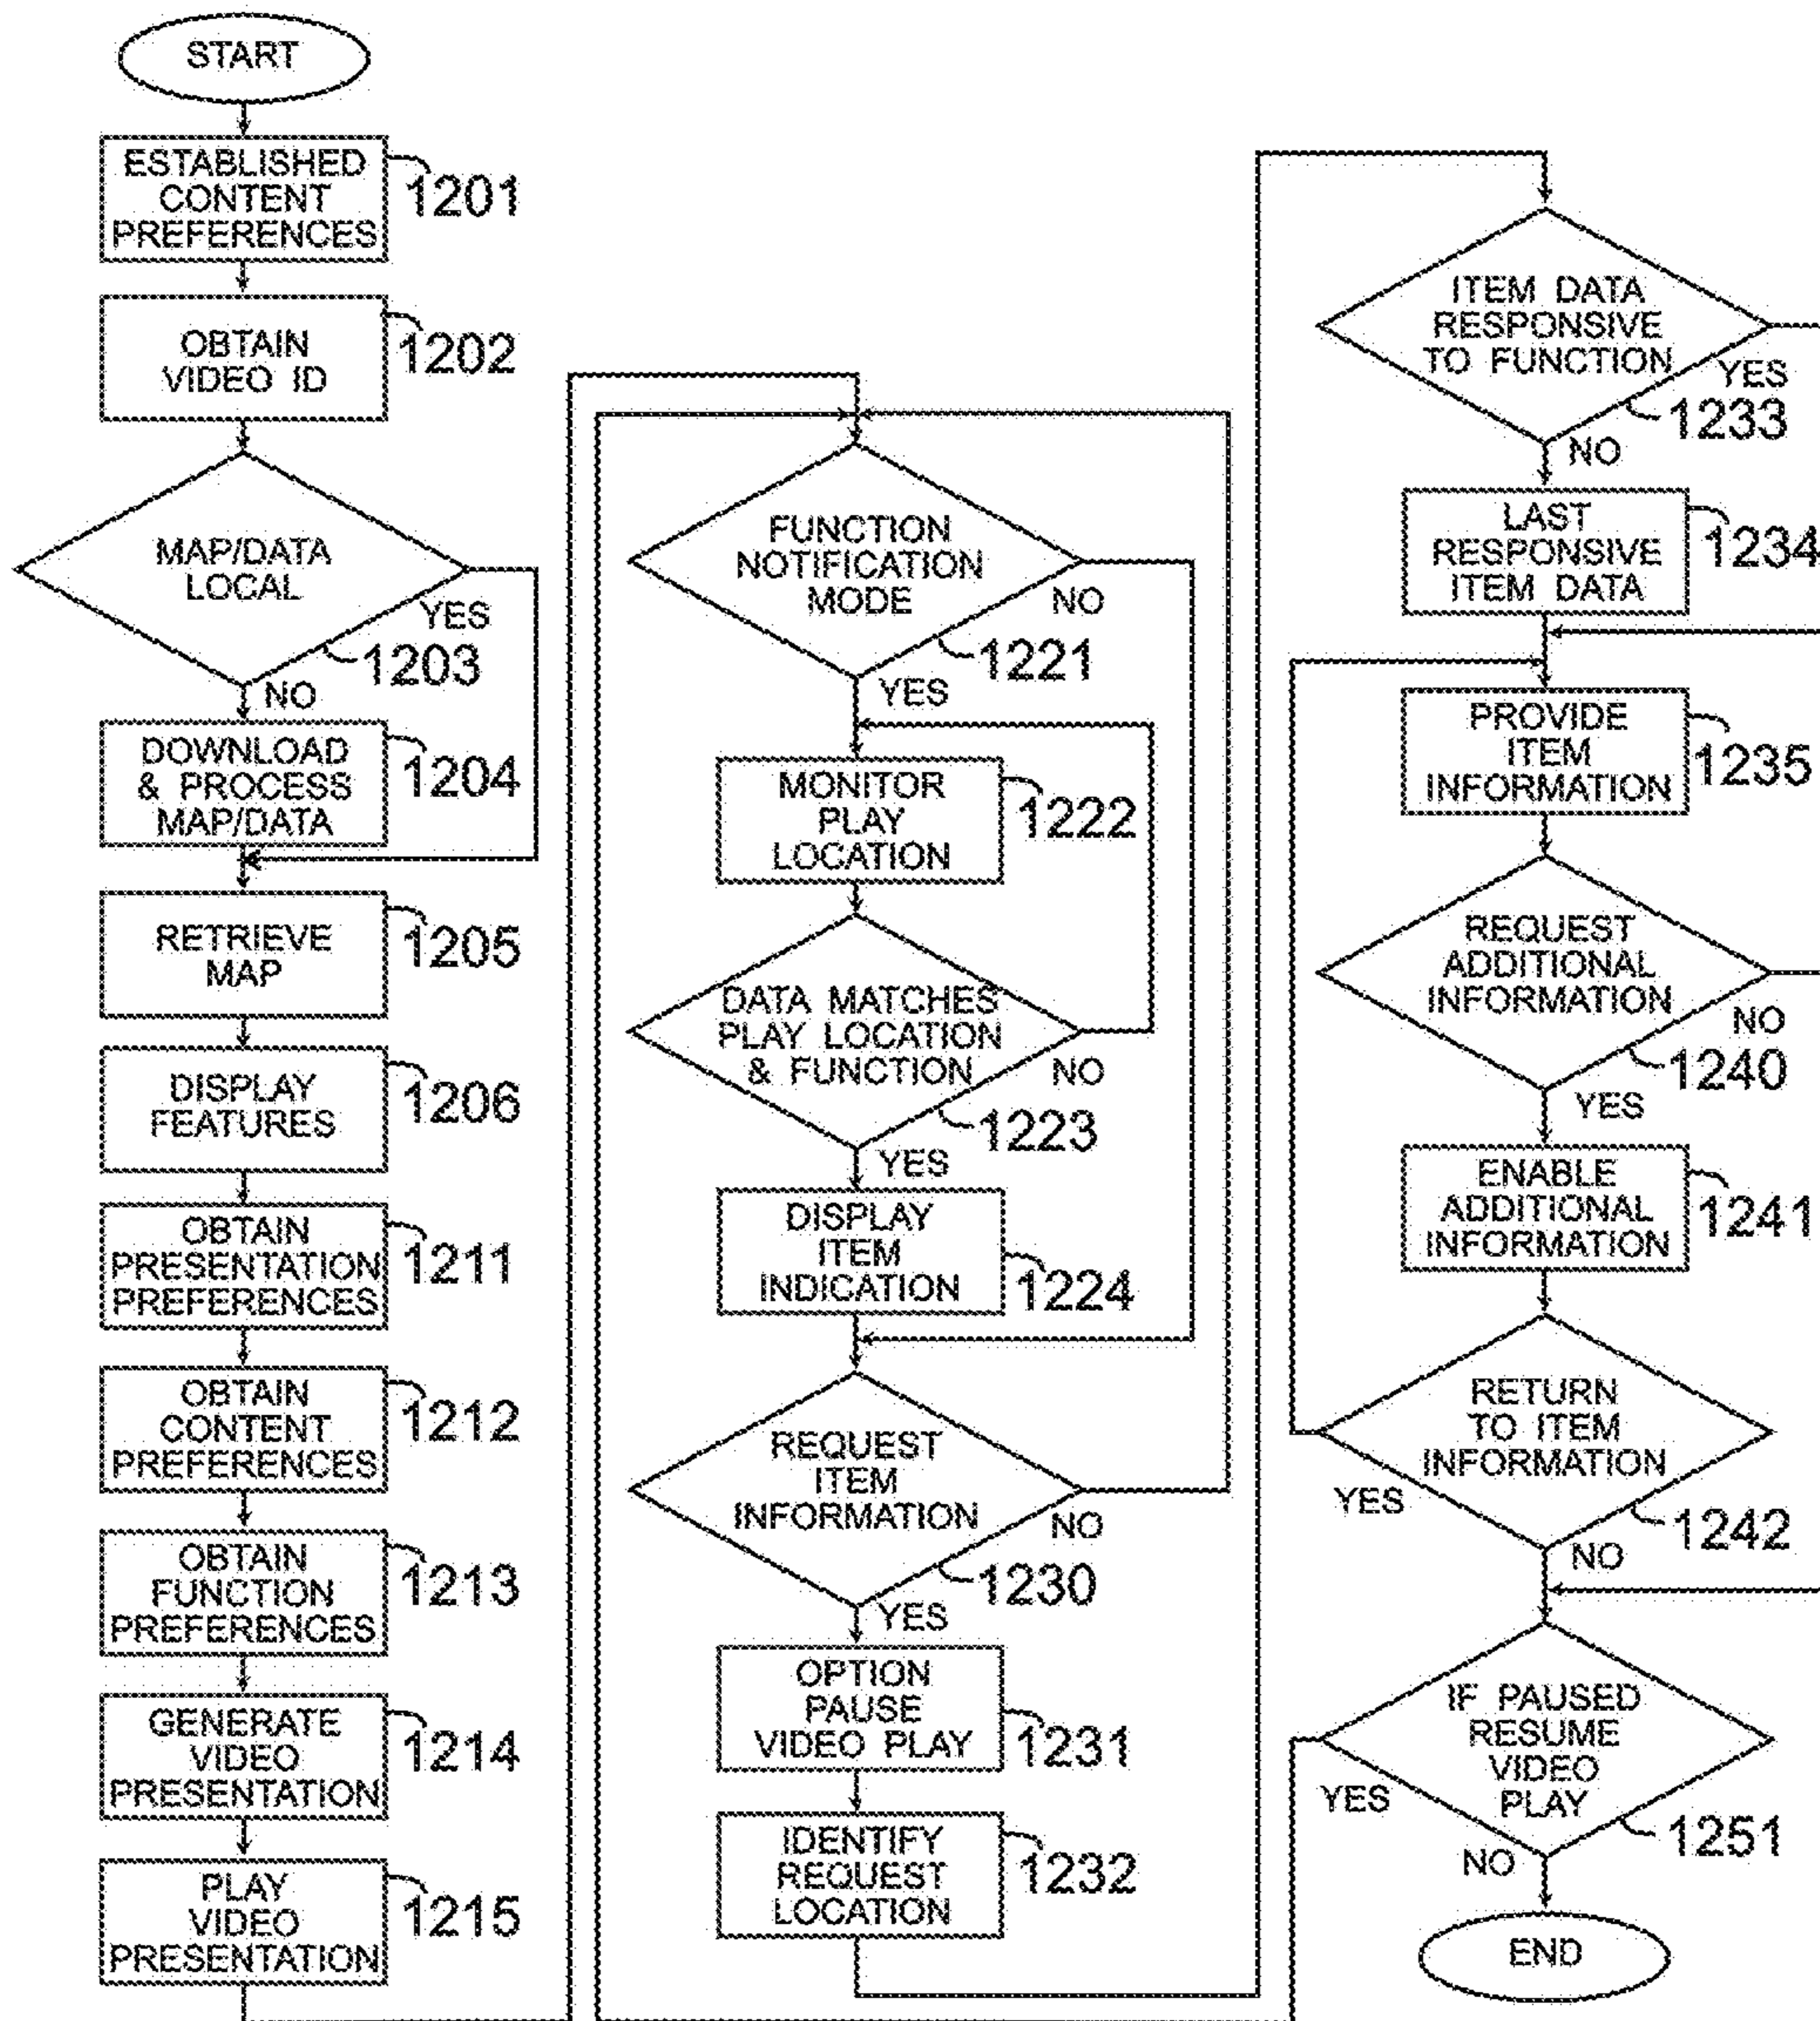 START
ESTABLISHED
CONTENT
PREFERENCES
1201
OBTAIN
VIDEO ID
1202
MAP/DATA
LOCAL
YES
1203
NO
DOWNLOAD
& PROCESS
MAP/DATA
1204
RETRIEVE
MAP
1205
DISPLAY
FEATURES
1206
OBTAIN
PRESENTATION
PREFERENCES
1211
OBTAIN
CONTENT
PREFERENCES
1212
OBTAIN
FUNCTION
PREFERENCES
1213
GENERATE
VIDEO
PRESENTATION
1214
PLAY
VIDEO
PRESENTATION
1215
FUNCTION
NOTIFICATION
MODE
NO
1221
YES
MONITOR
PLAY
LOCATION
1222
DATA MATCHES
PLAY LOCATION
& FUNCTION
NO
1223
YES
DISPLAY
ITEM
INDICATION
1224
REQUEST
ITEM
INFORMATION
NO
1230
YES
OPTION
PAUSE
VIDEO PLAY
1231
IDENTIFY
REQUEST
LOCATION
1232
ITEM DATA
RESPONSIVE
TO FUNCTION
YES
1233
NO
LAST
RESPONSIVE
ITEM DATA
1234
PROVIDE
ITEM
INFORMATION
1235
REQUEST
ADDITIONAL
INFORMATION
NO
1240
YES
ENABLE
ADDITIONAL
INFORMATION
1241
RETURN
TO ITEM
INFORMATION
YES
1242
NO
IF PAUSED
RESUME
VIDEO
PLAY
YES
1251
NO
END